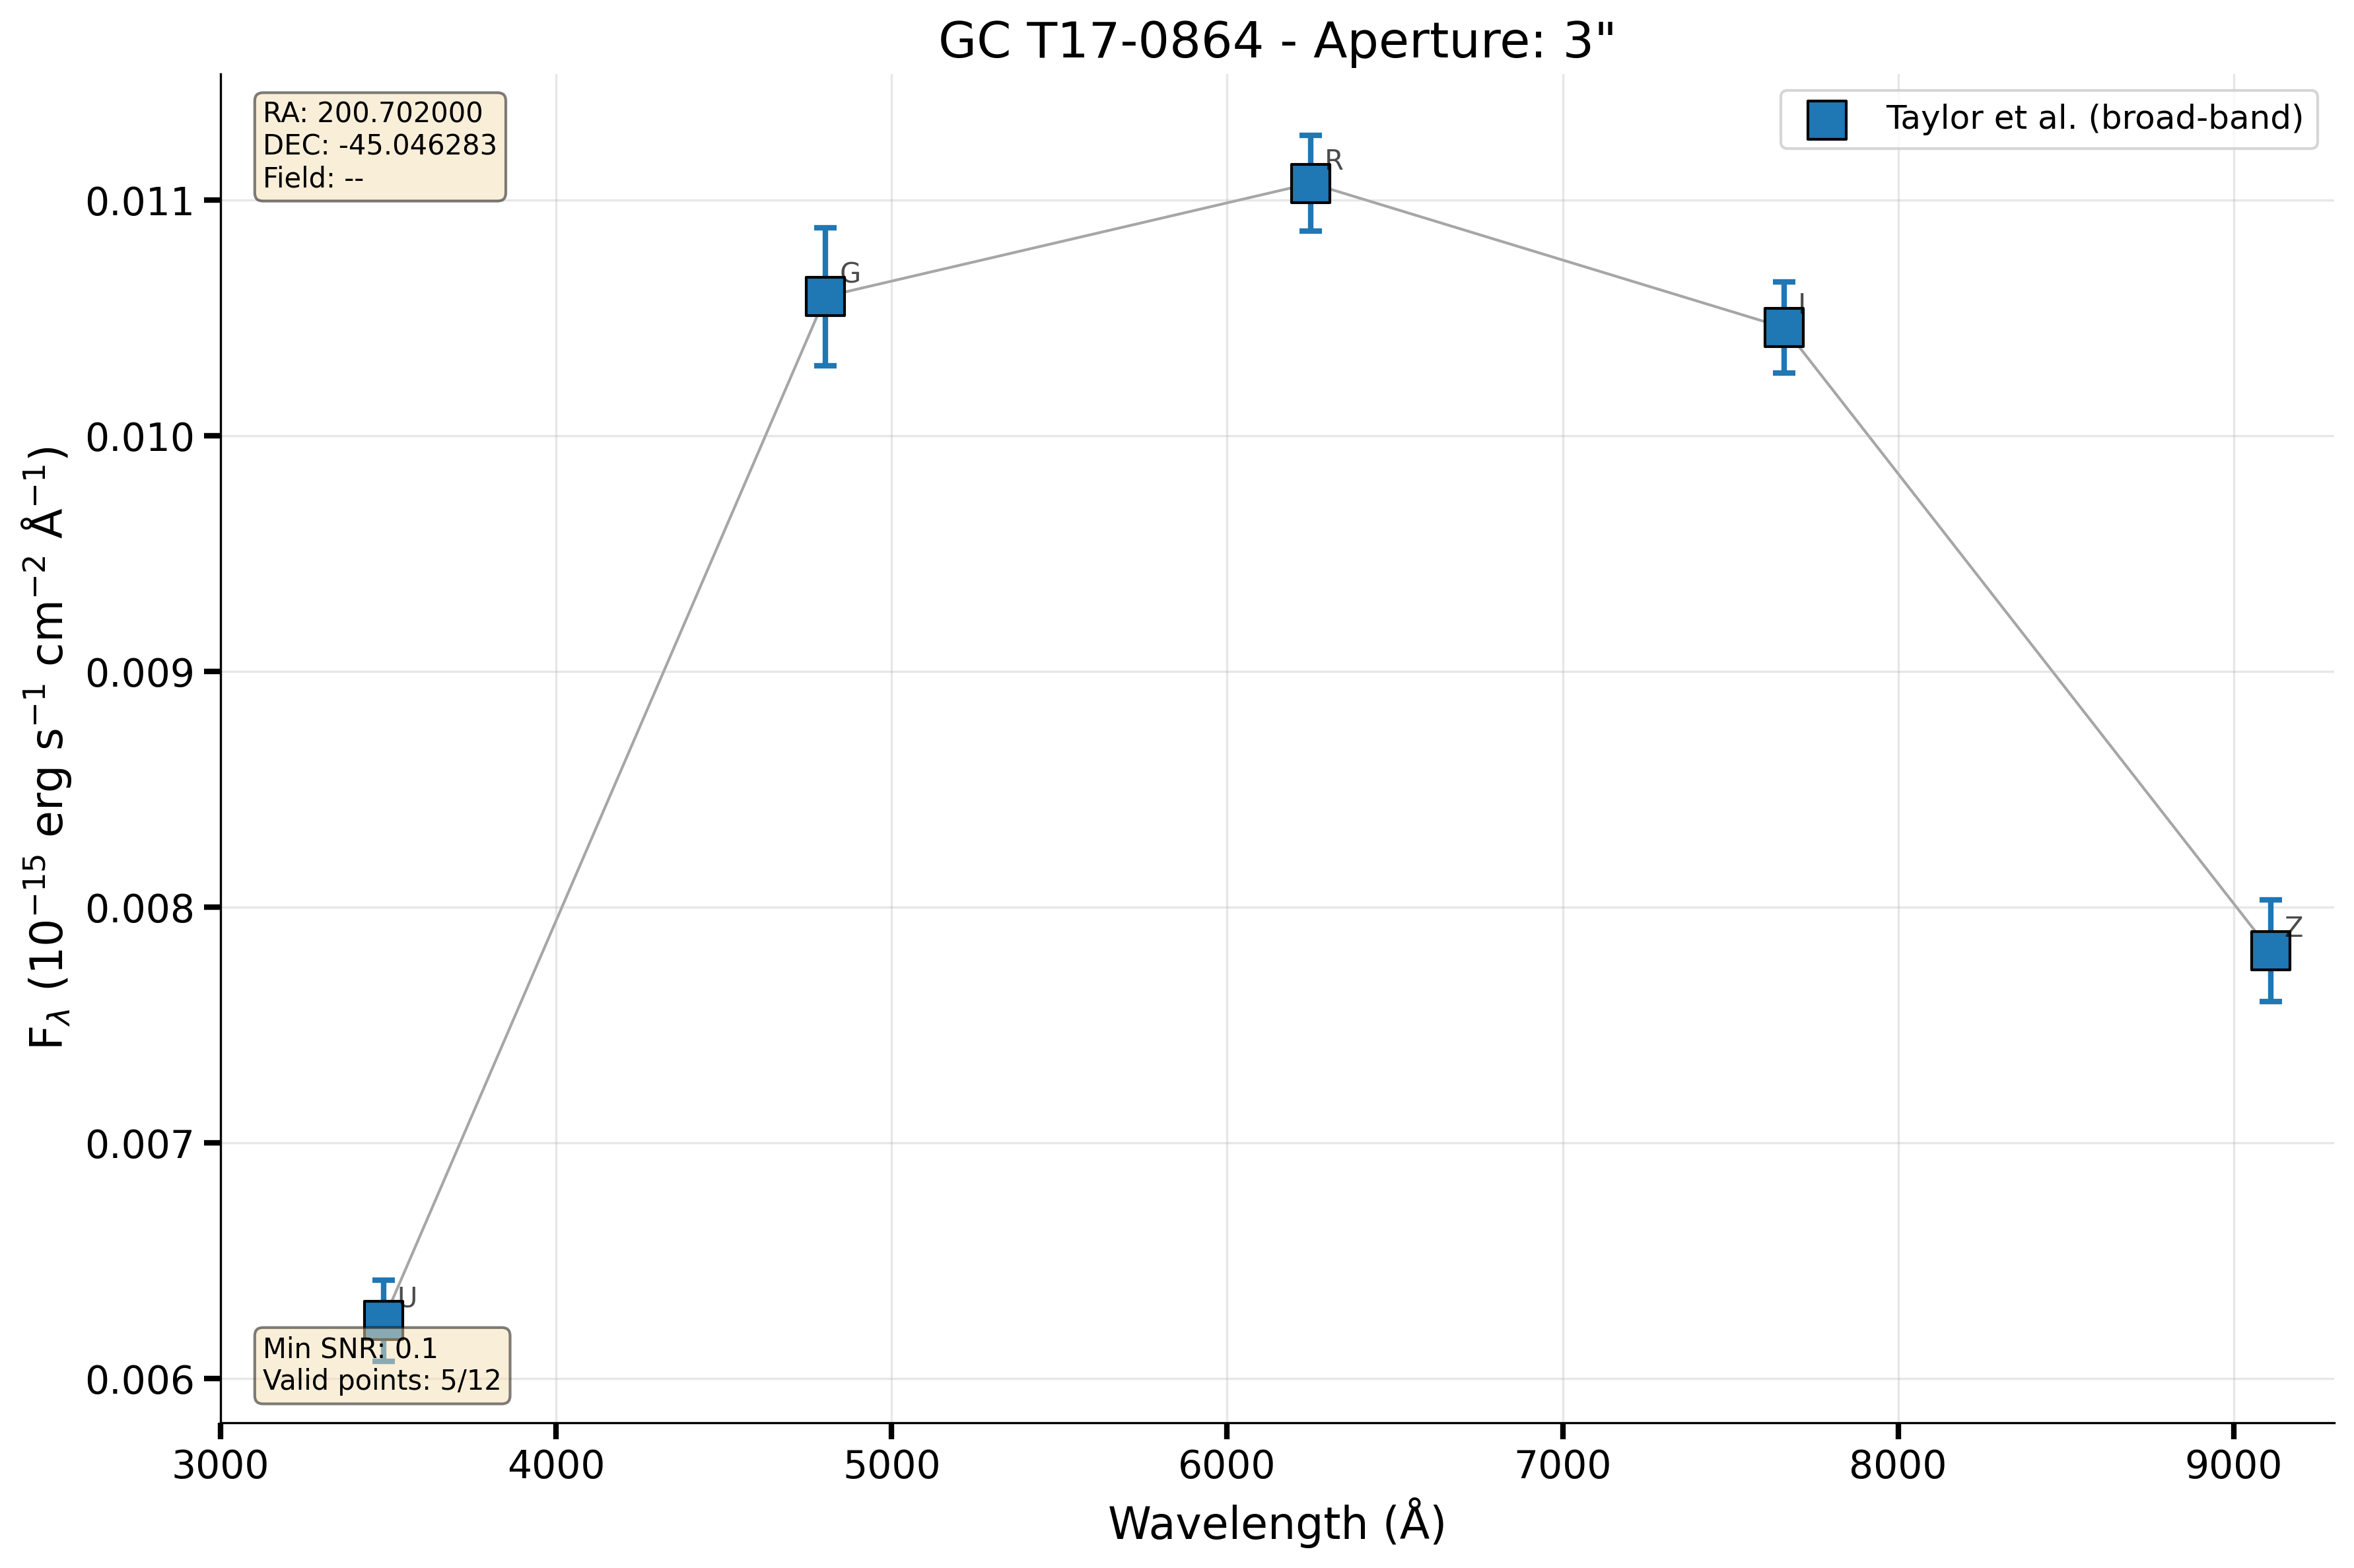 GC T17-0864 - Aperture: 3"
RA: 200.702000
DEC: -45.046283
Field: --
Taylor et al. (broad-band)
R
G
I
Z
U
Min SNR: 0.1
Valid points: 5/12
0.011
0.010
0.009
0.008
0.007
0.006
F_λ (10⁻¹⁵ erg s⁻¹ cm⁻² Å⁻¹)
3000 4000 5000 6000 7000 8000 9000
Wavelength (Å)